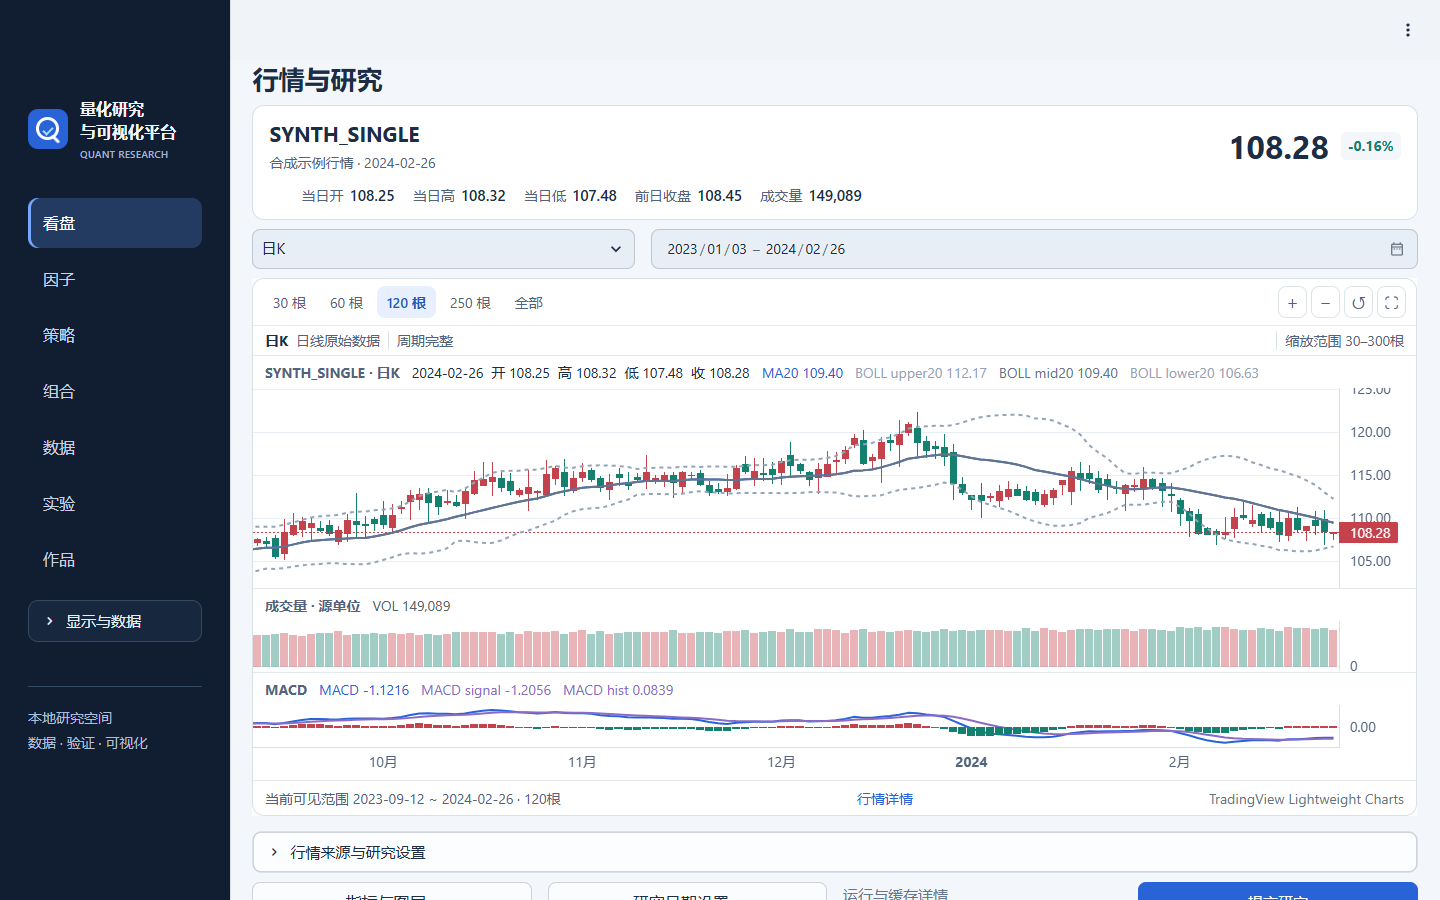 量化研究
与可视化平台
QUANT RESEARCH
看盘
因子
策略
组合
数据
实验
作品
显示与数据
本地研究空间
数据 · 验证 · 可视化
行情与研究
SYNTH_SINGLE
合成示例行情 · 2024-02-26
108.28 -0.16%
当日开 108.25 当日高 108.32 当日低 107.48 前日收盘 108.45 成交量 149,089
日K
2023/01/03 – 2024/02/26
30 根 60 根 120 根 250 根 全部
日K 日线原始数据 周期完整
缩放范围 30–300根
SYNTH_SINGLE · 日K 2024-02-26 开 108.25 高 108.32 低 107.48 收 108.28 MA20 109.40 BOLL upper20 112.17 BOLL mid20 109.40 BOLL lower20 106.63
125.00
120.00
115.00
110.00
108.28
105.00
成交量 · 源单位 VOL 149,089
0
MACD MACD -1.1216 MACD signal -1.2056 MACD hist 0.0839
0.00
10月 11月 12月 2024 2月
当前可见范围 2023-09-12 ~ 2024-02-26 · 120根
行情详情
TradingView Lightweight Charts
行情来源与研究设置
运行与缓存详情